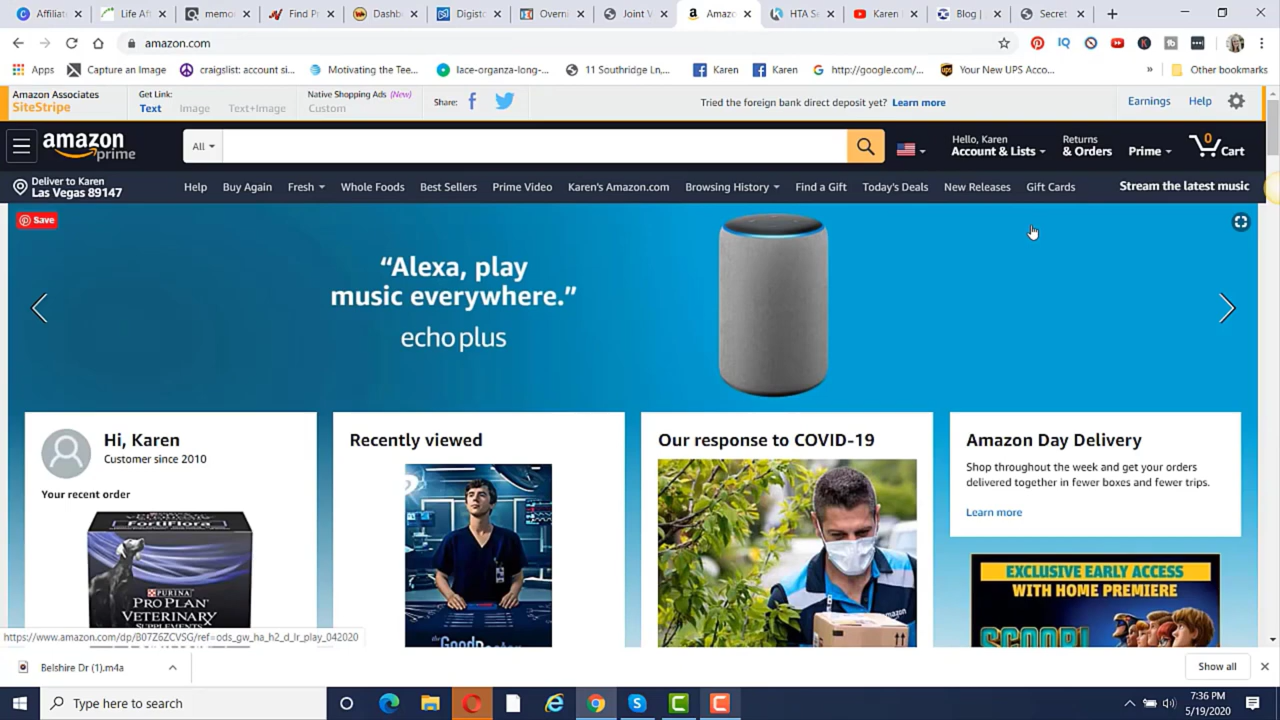 Affiliat
Life Aff
memo
Find P
Dashb
Digist
Overvi
Joint V
Amazo
HTA Se
Karen L
Blog |
Secret
amazon.com
Apps
Capture an Image
craigslist: account si...
Motivating the Tee...
lace-organza-long-...
11 Southridge Ln,...
Karen
Karen
http://google.com/...
Your New UPS Acco...
»
Other bookmarks
Amazon Associates
SiteStripe
Get Link:
Text
Image
Text+Image
Native Shopping Ads (New)
Custom
Share:
Tried the foreign bank direct deposit yet? Learn more
Earnings
Help
amazon
prime
All
Hello, Karen
Account & Lists
Returns
& Orders
Prime
0
Cart
Deliver to Karen
Las Vegas 89147
Help
Buy Again
Fresh
Whole Foods
Best Sellers
Prime Video
Karen's Amazon.com
Browsing History
Find a Gift
Today's Deals
New Releases
Gift Cards
Stream the latest music
Save
“Alexa, play
music everywhere.”
echo plus
Hi, Karen
Customer since 2010
Your recent order
FortiFlora
PURINA
PRO PLAN
VETERINARY
SUPPLEMENTS
Recently viewed
the
Good Doctor
Our response to COVID-19
Amazon Day Delivery
Shop throughout the week and get your orders
delivered together in fewer boxes and fewer trips.
Learn more
EXCLUSIVE EARLY ACCESS
WITH HOME PREMIERE
SCOOB!
https://www.amazon.com/dp/B07Z6ZCVSG/ref=ods_gw_ha_h2_d_lr_play_042020
Belshire Dr (1).m4a
Show all
Type here to search
7:36 PM
5/19/2020